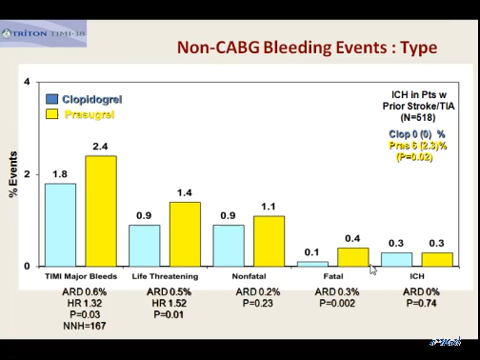 TRITON TIMI-38
Non-CABG Bleeding Events : Type
4
2
0
% Events
Clopidogrel
Prasugrel
ICH in Pts w
Prior Stroke/TIA
(N=518)
Clop 0 (0) %
Pras 6 (2.3)%
(P=0.02)
1.8
2.4
0.9
1.4
0.9
1.1
0.1
0.4
0.3
0.3
TIMI Major Bleeds
Life Threatening
Nonfatal
Fatal
ICH
ARD 0.6%
HR 1.32
P=0.03
NNH=167
ARD 0.5%
HR 1.52
P=0.01
ARD 0.2%
P=0.23
ARD 0.3%
P=0.002
ARD 0%
P=0.74